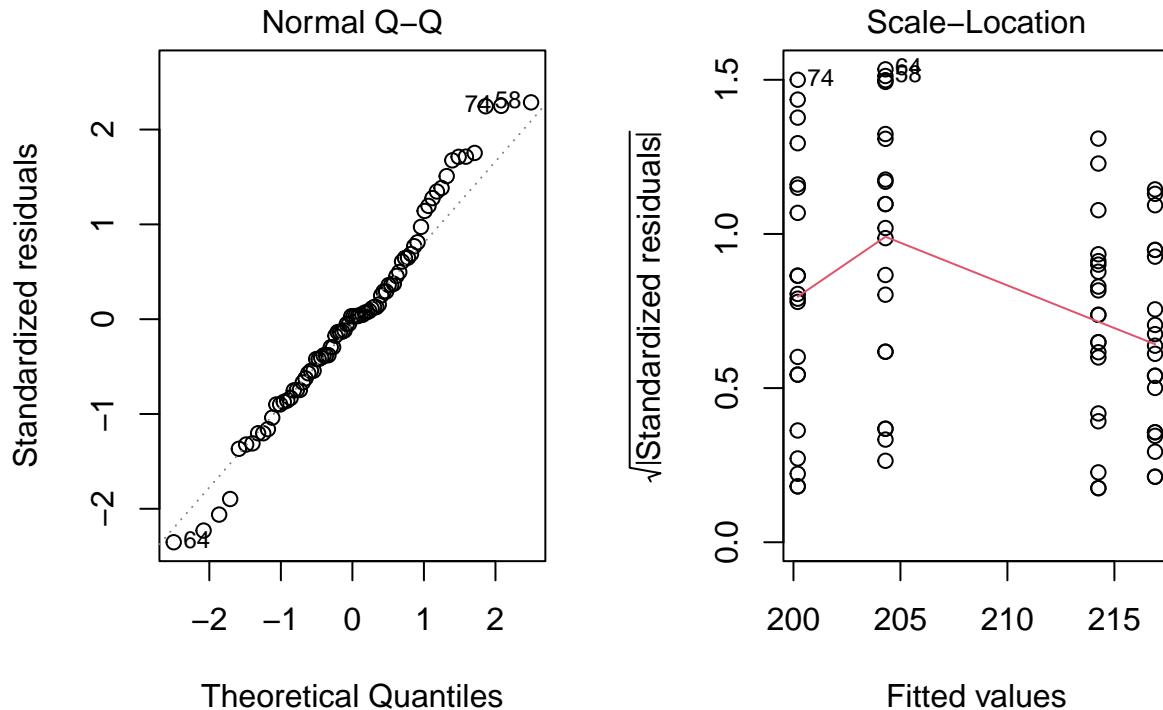 Normal Q−Q
74
58
64
2
1
0
−1
−2
Standardized residuals
−2 −1 0 1 2
Theoretical Quantiles
Scale−Location
74
64
58
1.5
1.0
0.5
0.0
√|Standardized residuals|
200 205 210 215
Fitted values